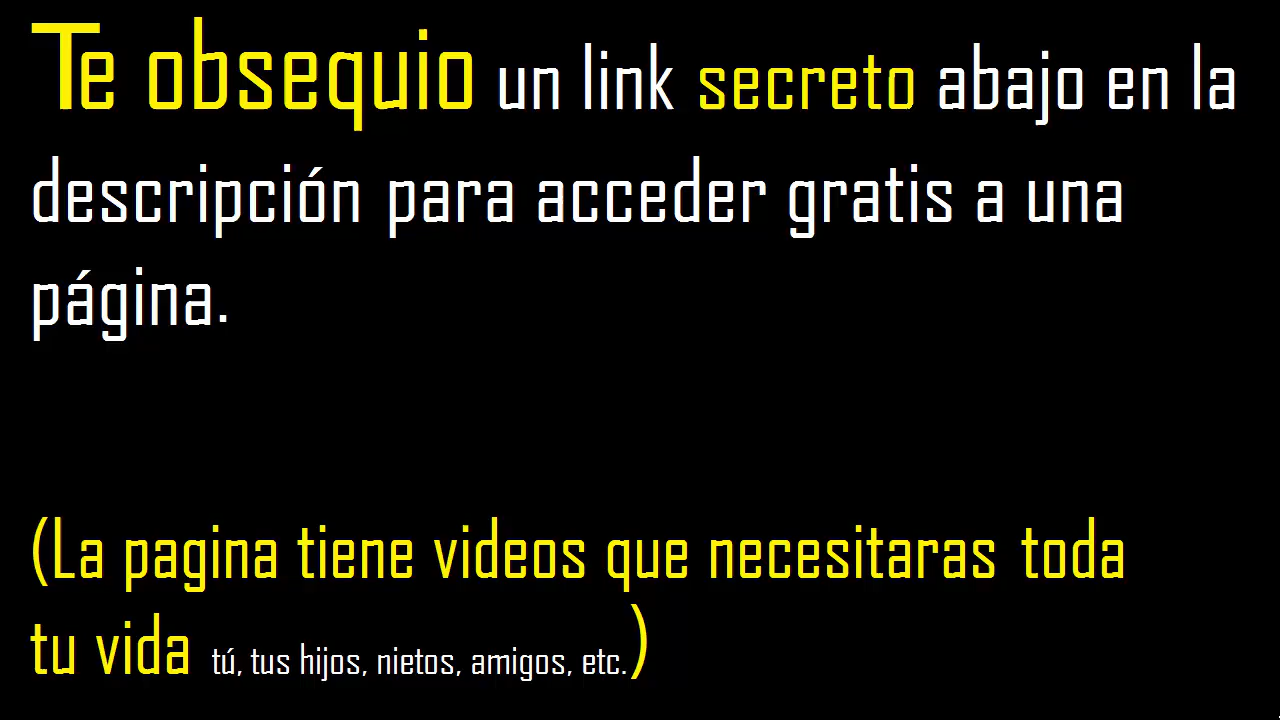 Te obsequio un link secreto abajo en la
descripción para acceder gratis a una
página.
(La pagina tiene videos que necesitaras toda
tu vida tú, tus hijos, nietos, amigos, etc.)